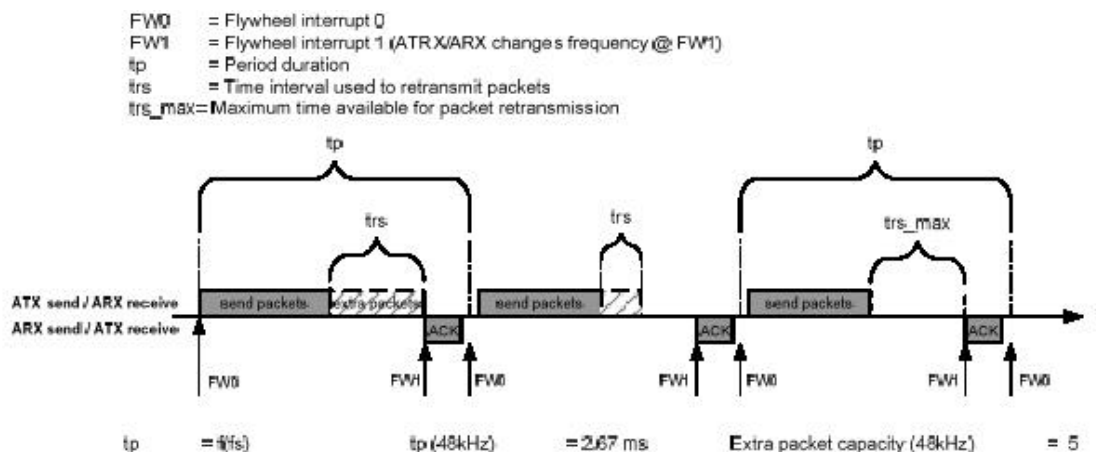 FW0 = Flywheel interrupt 0
FW1 = Flywheel interrupt 1 (ATRX/ARX changes frequency @ FW1)
tp = Period duration
trs = Time interval used to retransmit packets
trs_max= Maximum time available for packet retransmission
tp tp
trs trs trs_max
ATX send / ARX receive send packets extra packets send packets send packets
ARX send / ATX receive ACK ACK ACK
FW0 FW1 FW0 FW1 FW0 FW1 FW0
tp = f(fs) tp (48kHz) = 2.67 ms Extra packet capacity (48kHz) = 5